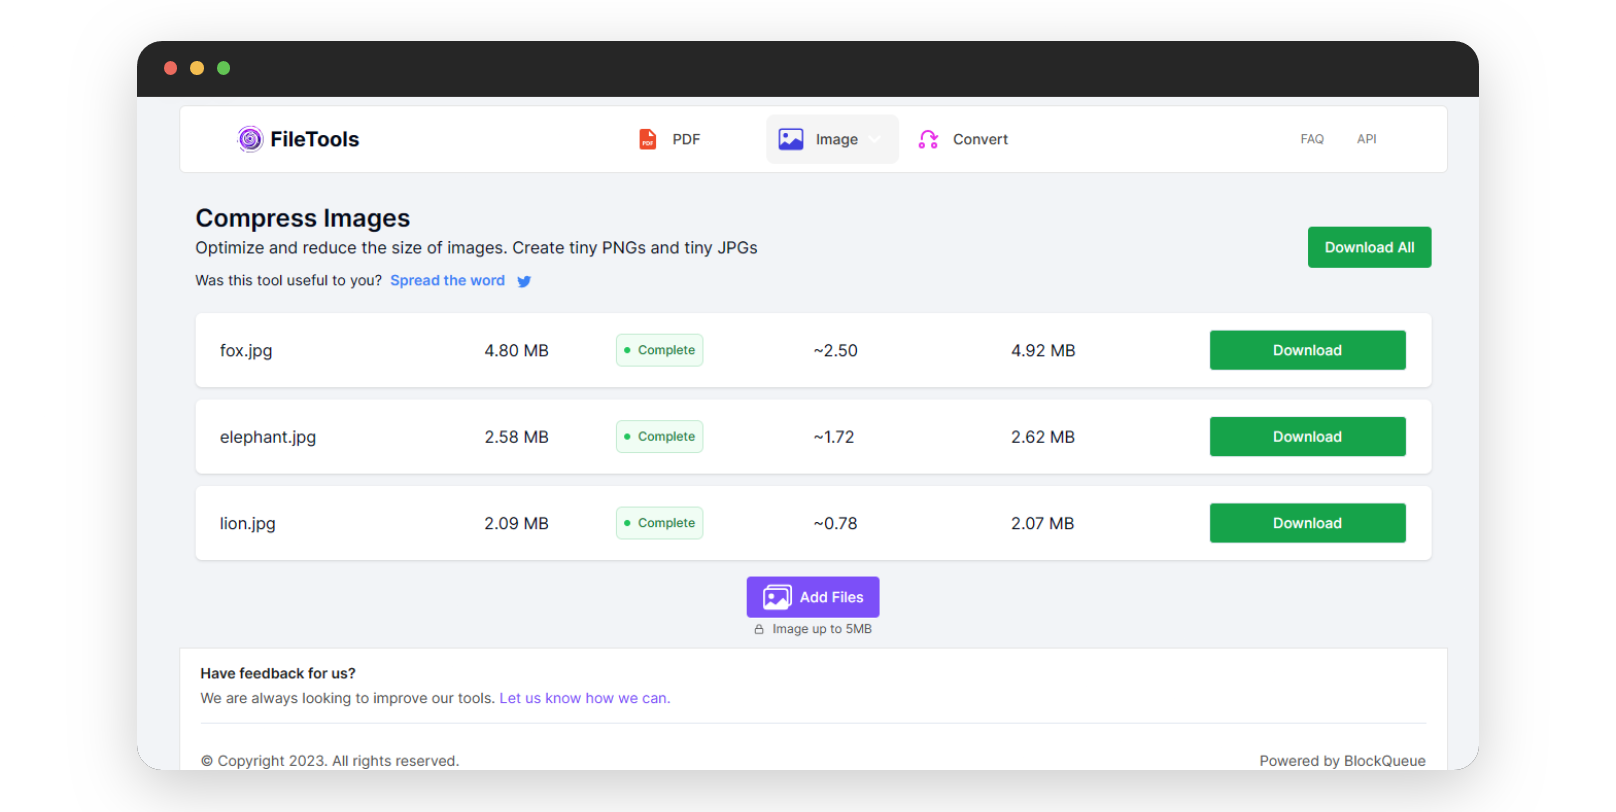 FileTools
PDF
Image
Convert
FAQ
API
Compress Images
Optimize and reduce the size of images. Create tiny PNGs and tiny JPGs
Download All
Was this tool useful to you? Spread the word
fox.jpg 4.80 MB Complete ~2.50 4.92 MB Download
elephant.jpg 2.58 MB Complete ~1.72 2.62 MB Download
lion.jpg 2.09 MB Complete ~0.78 2.07 MB Download
Add Files
Image up to 5MB
Have feedback for us?
We are always looking to improve our tools. Let us know how we can.
© Copyright 2023. All rights reserved.
Powered by BlockQueue